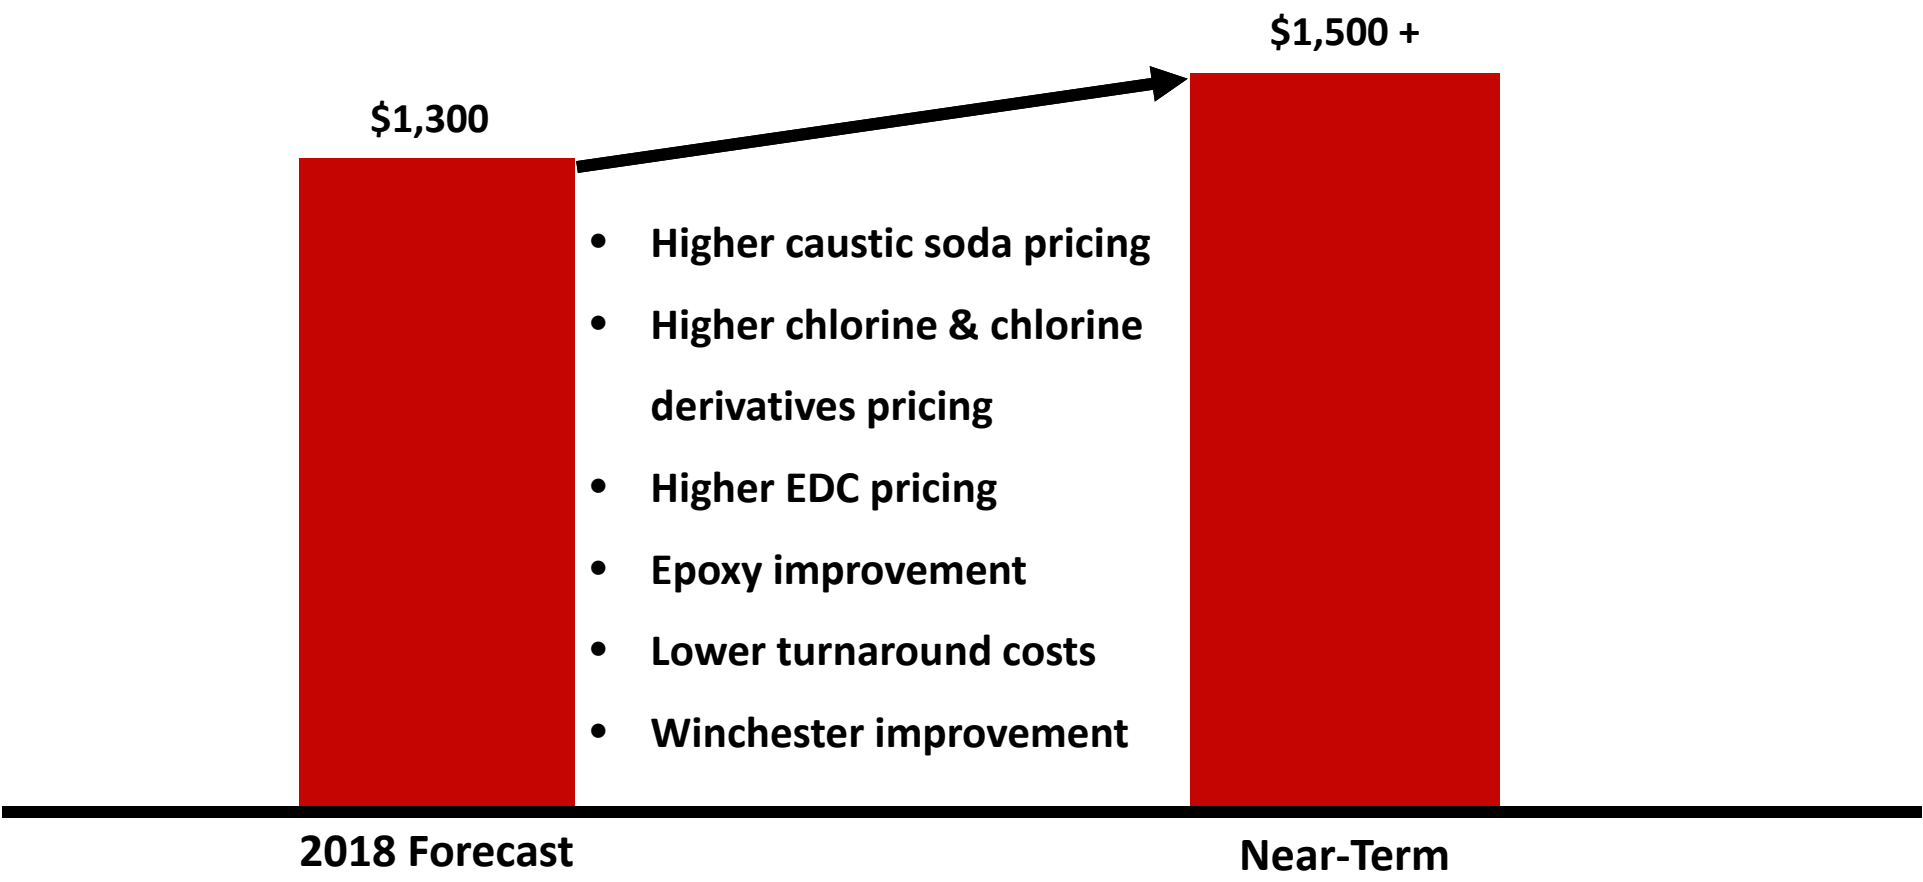 $1,500 +
$1,300
• Higher caustic soda pricing
• Higher chlorine & chlorine
derivatives pricing
• Higher EDC pricing
• Epoxy improvement
• Lower turnaround costs
• Winchester improvement
2018 Forecast
Near-Term